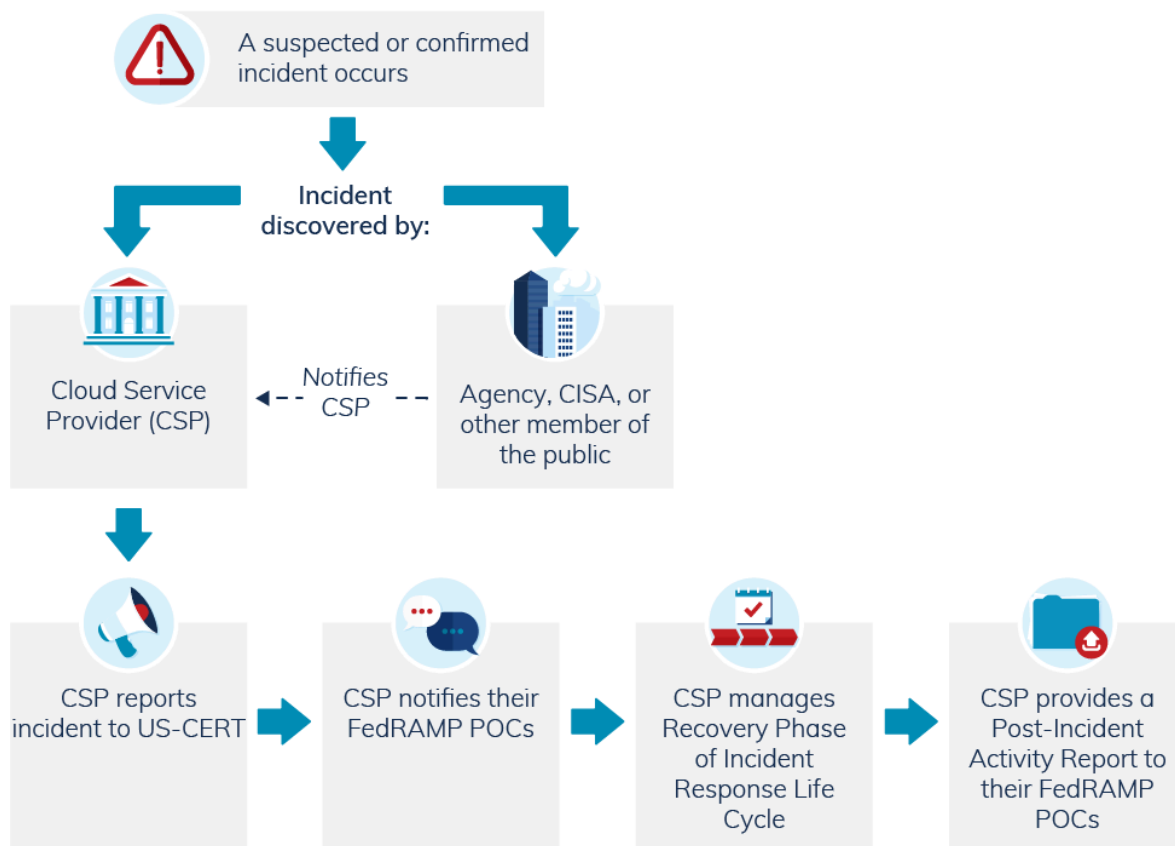 A suspected or confirmed
incident occurs
Incident
discovered by:
Cloud Service
Provider (CSP)
Notifies
CSP
Agency, CISA, or
other member of
the public
CSP reports
incident to US-CERT
CSP notifies their
FedRAMP POCs
CSP manages
Recovery Phase
of Incident
Response Life
Cycle
CSP provides a
Post-Incident
Activity Report to
their FedRAMP
POCs